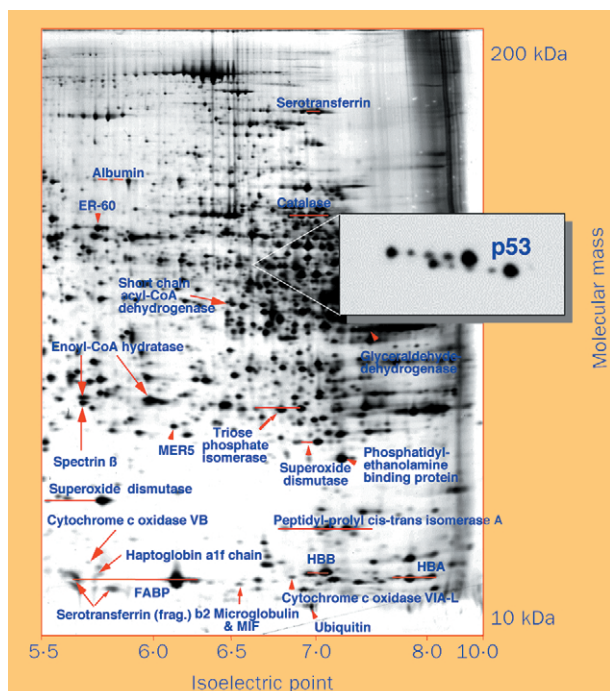 200 kDa
Serotransferrin
Albumin
Catalase
ER-60
p53
Molecular mass
Short chain
acyl-CoA
dehydrogenase
Enoyl-CoA hydratase
Glyceraldehyde-
dehydrogenase
Triose
phosphate
isomerase
MER5
Spectrin ß
Superoxide
dismutase
Phosphatidyl-
ethanolamine
binding protein
Superoxide dismutase
Cytochrome c oxidase VB
Peptidyl-prolyl cis-trans isomerase A
Haptoglobin a1f chain
HBB
HBA
FABP
Cytochrome c oxidase VIA-L
Serotransferrin (frag.)
b2 Microglobulin
& MIF
Ubiquitin
10 kDa
5·5
6·0
6·5
7·0
8·0
10·0
Isoelectric point